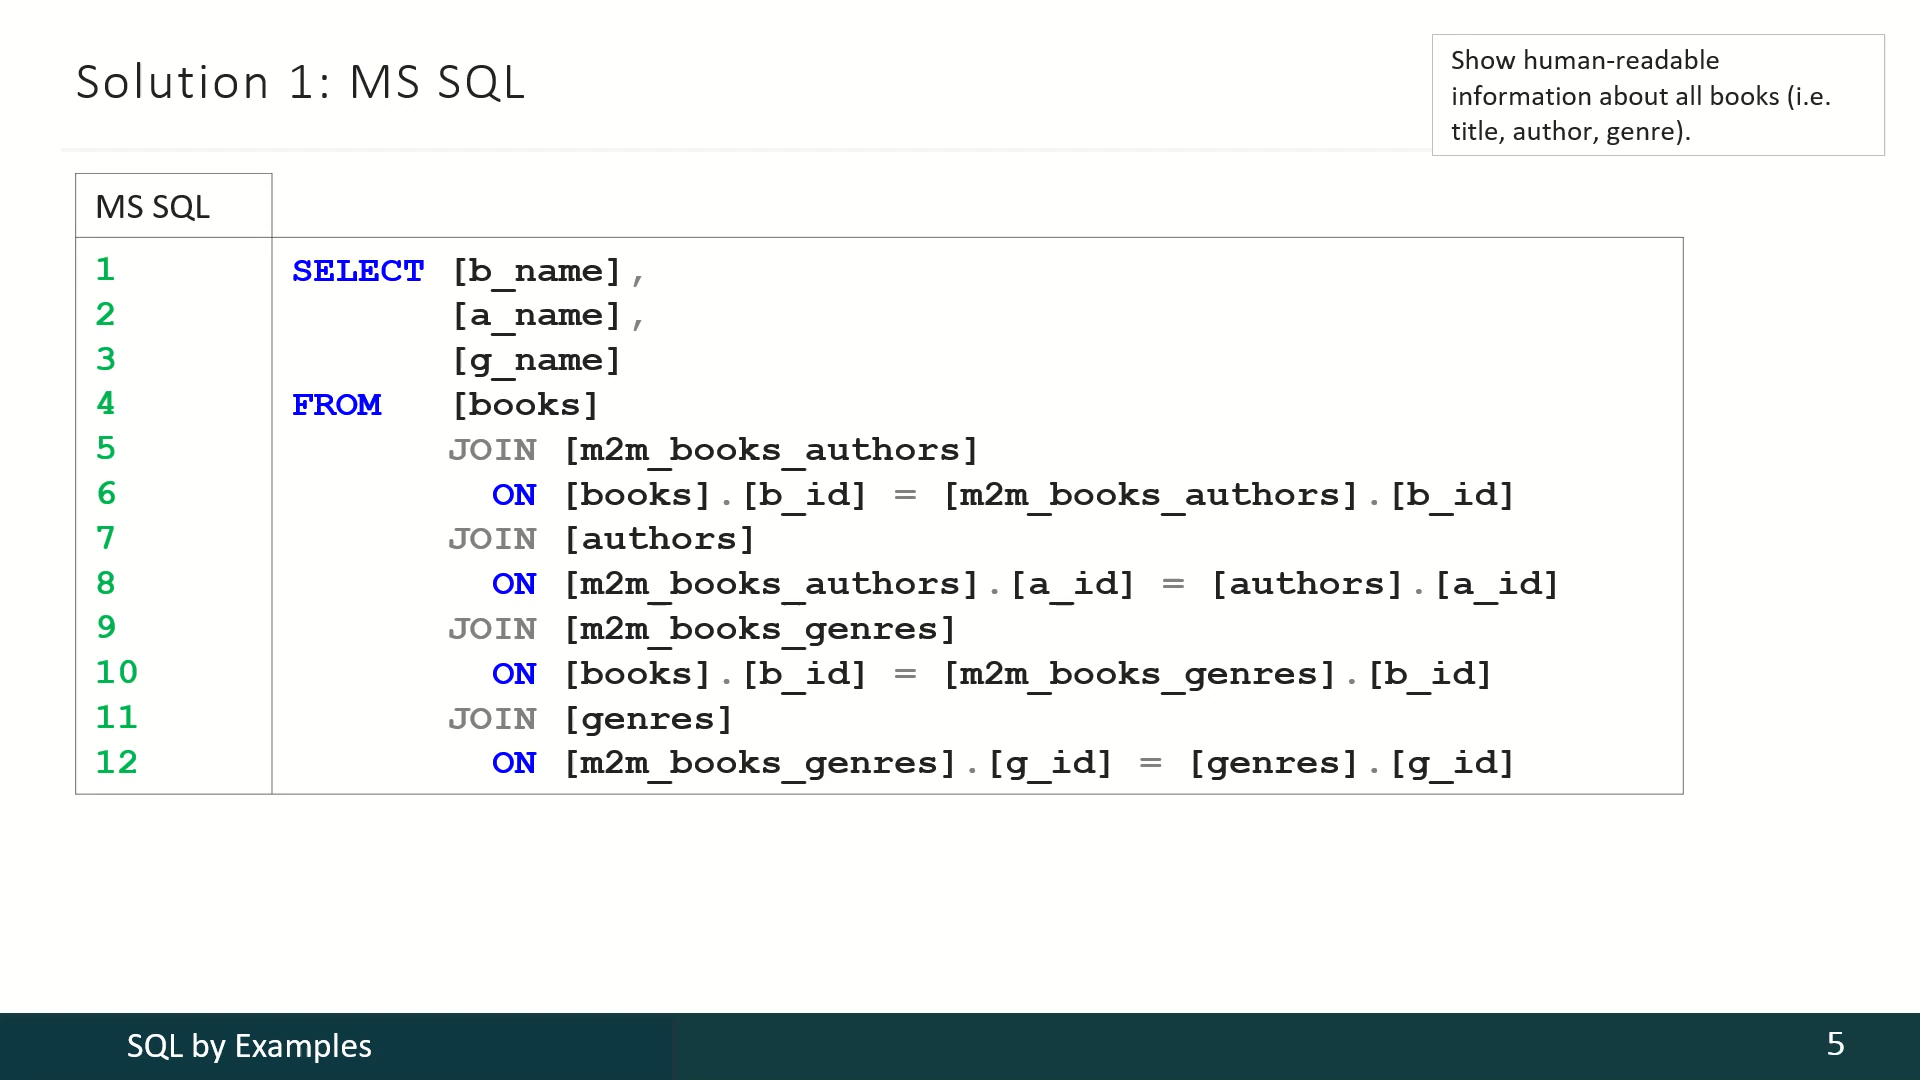 Solution 1: MS SQL
Show human-readable
information about all books (i.e.
title, author, genre).
MS SQL
1 SELECT [b_name],
2 [a_name],
3 [g_name]
4 FROM [books]
5 JOIN [m2m_books_authors]
6 ON [books].[b_id] = [m2m_books_authors].[b_id]
7 JOIN [authors]
8 ON [m2m_books_authors].[a_id] = [authors].[a_id]
9 JOIN [m2m_books_genres]
10 ON [books].[b_id] = [m2m_books_genres].[b_id]
11 JOIN [genres]
12 ON [m2m_books_genres].[g_id] = [genres].[g_id]
SQL by Examples
5